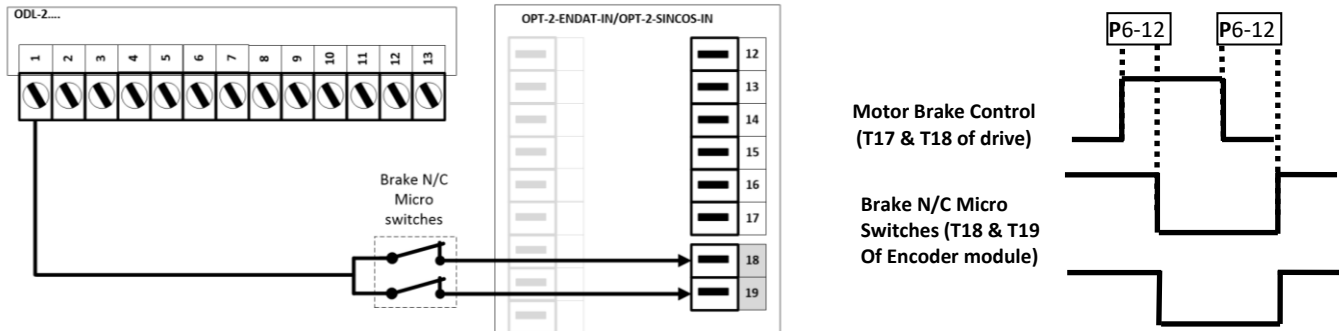 ODL-2....
1 2 3 4 5 6 7 8 9 10 11 12 13
OPT-2-ENDAT-IN/OPT-2-SINCOS-IN
12
13
14
15
16
17
18
19
Brake N/C
Micro
switches
P6-12 P6-12
Motor Brake Control
(T17 & T18 of drive)
Brake N/C Micro
Switches (T18 & T19
Of Encoder module)